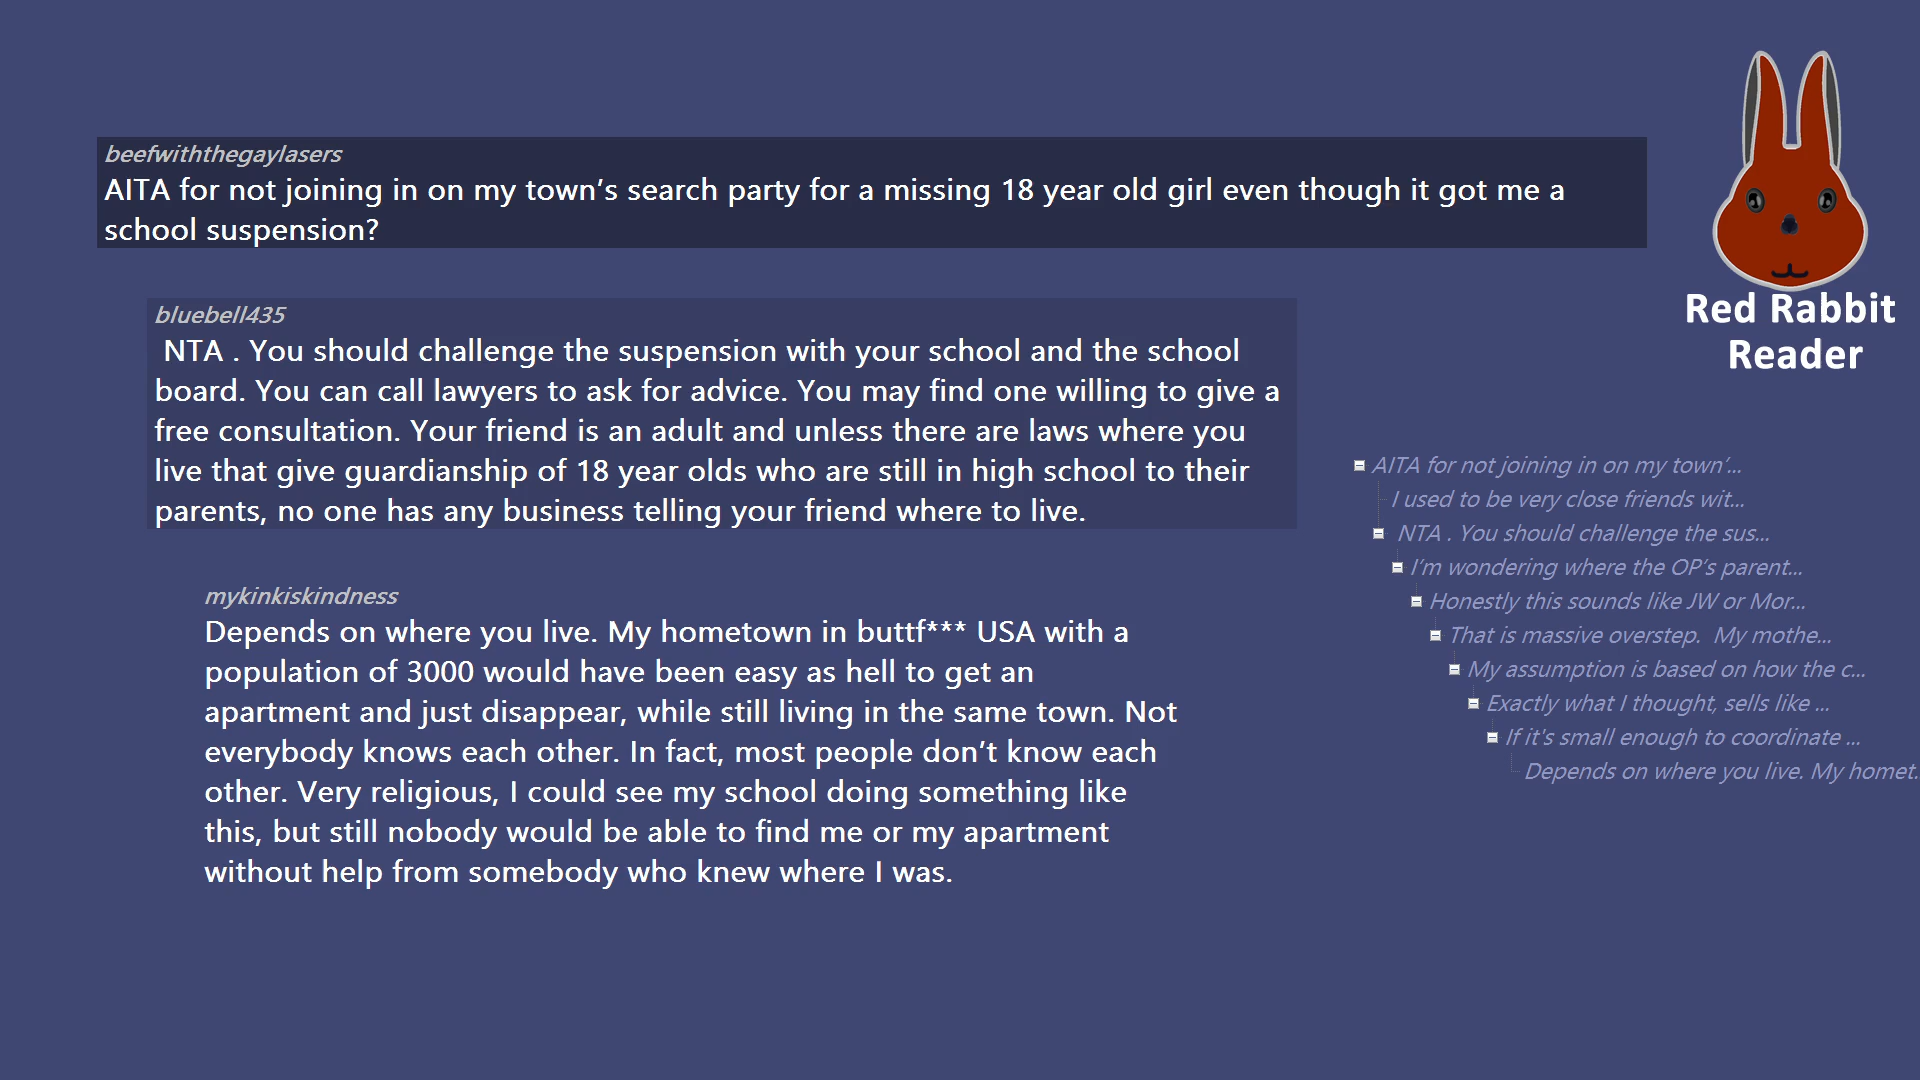 beefwiththegaylasers
AITA for not joining in on my town’s search party for a missing 18 year old girl even though it got me a
school suspension?
bluebell435
NTA . You should challenge the suspension with your school and the school
board. You can call lawyers to ask for advice. You may find one willing to give a
free consultation. Your friend is an adult and unless there are laws where you
live that give guardianship of 18 year olds who are still in high school to their
parents, no one has any business telling your friend where to live.
mykinkiskindness
Depends on where you live. My hometown in buttf*** USA with a
population of 3000 would have been easy as hell to get an
apartment and just disappear, while still living in the same town. Not
everybody knows each other. In fact, most people don’t know each
other. Very religious, I could see my school doing something like
this, but still nobody would be able to find me or my apartment
without help from somebody who knew where I was.
Red Rabbit
Reader
AITA for not joining in on my town’...
I used to be very close friends wit...
NTA . You should challenge the sus...
I’m wondering where the OP’s parent...
Honestly this sounds like JW or Mor...
That is massive overstep.  My mothe...
My assumption is based on how the c...
Exactly what I thought, sells like ...
If it's small enough to coordinate ...
Depends on where you live. My homet.